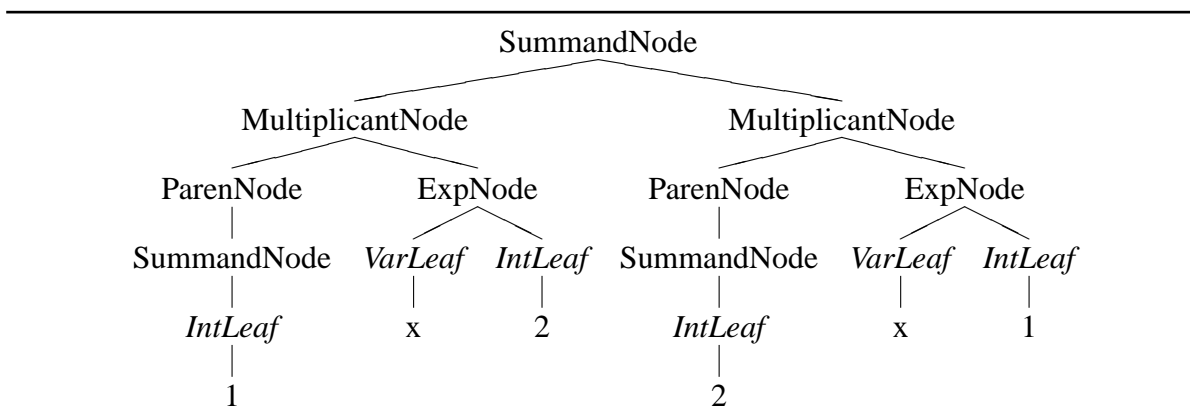 SummandNode
MultiplicantNode MultiplicantNode
ParenNode ExpNode ParenNode ExpNode
SummandNode VarLeaf IntLeaf SummandNode VarLeaf IntLeaf
IntLeaf x 2 IntLeaf x 1
1 2